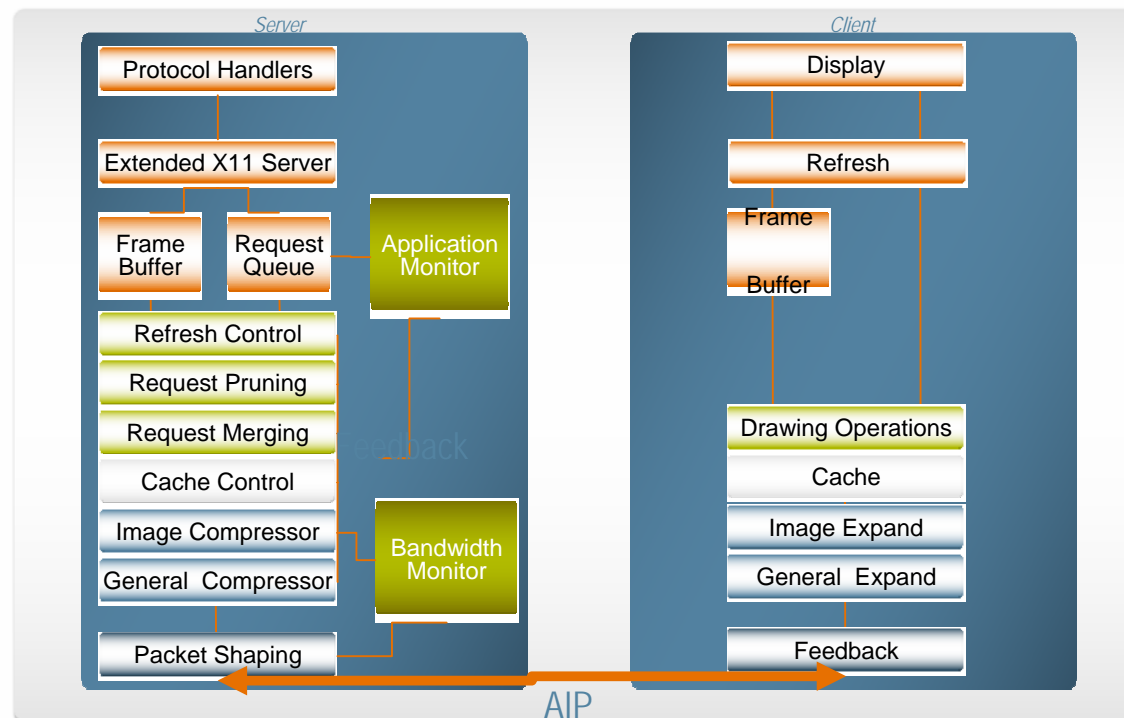 Server
Protocol Handlers
Extended X11 Server
Frame
Buffer
Request
Queue
Application
Monitor
Refresh Control
Request Pruning
Request Merging
Feedback
Cache Control
Image Compressor
General Compressor
Bandwidth
Monitor
Packet Shaping
Client
Display
Refresh
Frame
Buffer
Drawing Operations
Cache
Image Expand
General Expand
Feedback
AIP